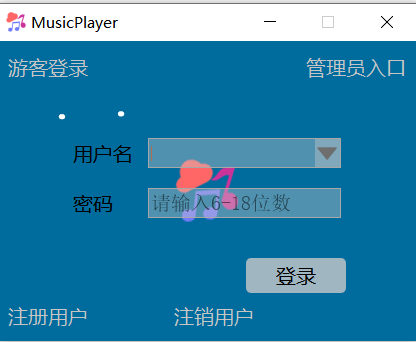 MusicPlayer
游客登录 管理员入口
用户名
密码 请输入6-18位数
登录
注册用户 注销用户